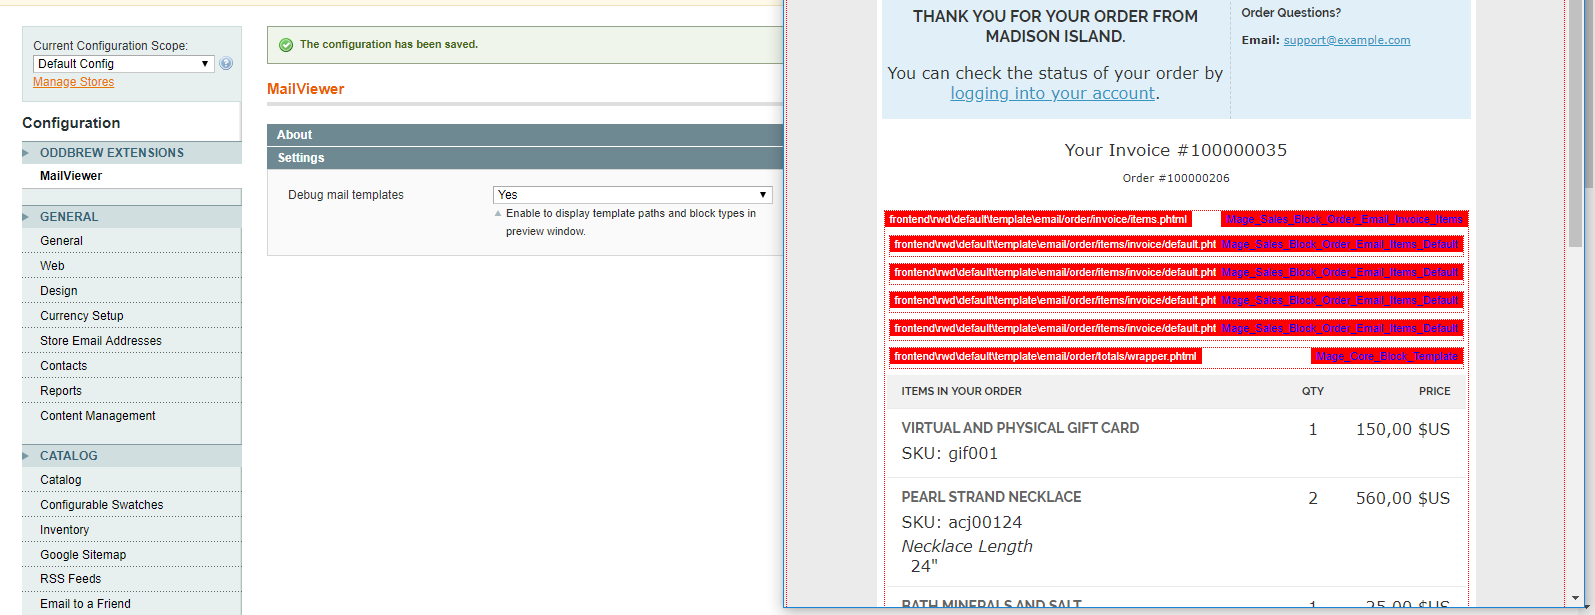 Current Configuration Scope:
Default Config
Manage Stores
Configuration
ODDBREW EXTENSIONS
MailViewer
GENERAL
General
Web
Design
Currency Setup
Store Email Addresses
Contacts
Reports
Content Management
CATALOG
Catalog
Configurable Swatches
Inventory
Google Sitemap
RSS Feeds
Email to a Friend
The configuration has been saved.
MailViewer
About
Settings
Debug mail templates
Yes
Enable to display template paths and block types in
preview window.
THANK YOU FOR YOUR ORDER FROM
MADISON ISLAND.
You can check the status of your order by
logging into your account.
Order Questions?
Email: support@example.com
Your Invoice #100000035
Order #100000206
frontend\rwd\default\template\email/order/invoice/items.phtml Mage_Sales_Block_Order_Email_Invoice_Items
frontend\rwd\default\template\email/order/items/invoice/default.pht Mage_Sales_Block_Order_Email_Items_Default
frontend\rwd\default\template\email/order/items/invoice/default.pht Mage_Sales_Block_Order_Email_Items_Default
frontend\rwd\default\template\email/order/items/invoice/default.pht Mage_Sales_Block_Order_Email_Items_Default
frontend\rwd\default\template\email/order/items/invoice/default.pht Mage_Sales_Block_Order_Email_Items_Default
frontend\rwd\default\template\email/order/totals/wrapper.phtml Mage_Core_Block_Template
ITEMS IN YOUR ORDER QTY PRICE
VIRTUAL AND PHYSICAL GIFT CARD 1 150,00 $US
SKU: gif001
PEARL STRAND NECKLACE 2 560,00 $US
SKU: acj00124
Necklace Length
24"
BATH MINERALS AND SALT 1 25,00 $US